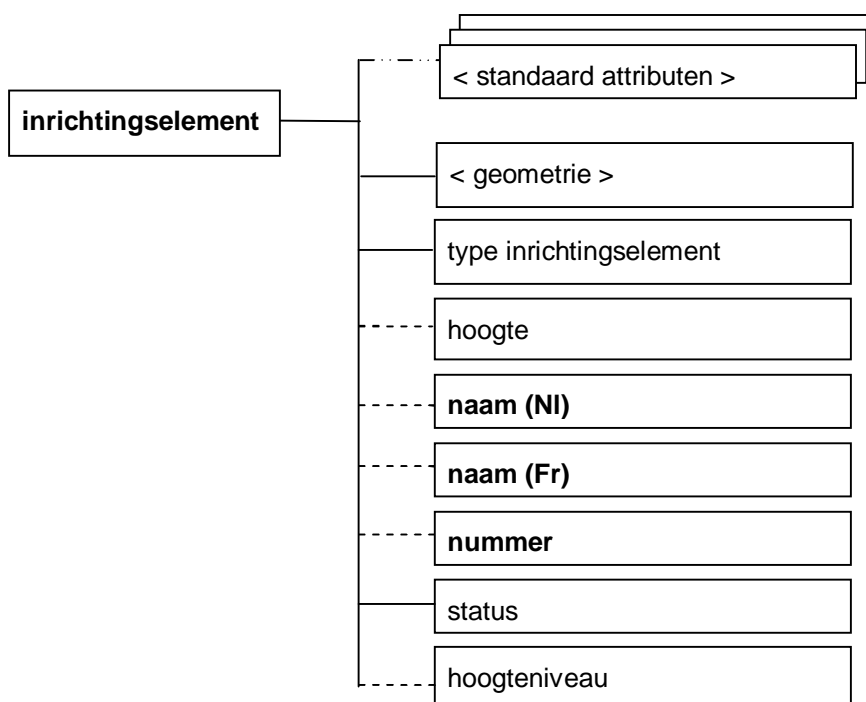 < standaard attributen >
inrichtingselement
< geometrie >
type inrichtingselement
hoogte
naam (Nl)
naam (Fr)
nummer
status
hoogteniveau